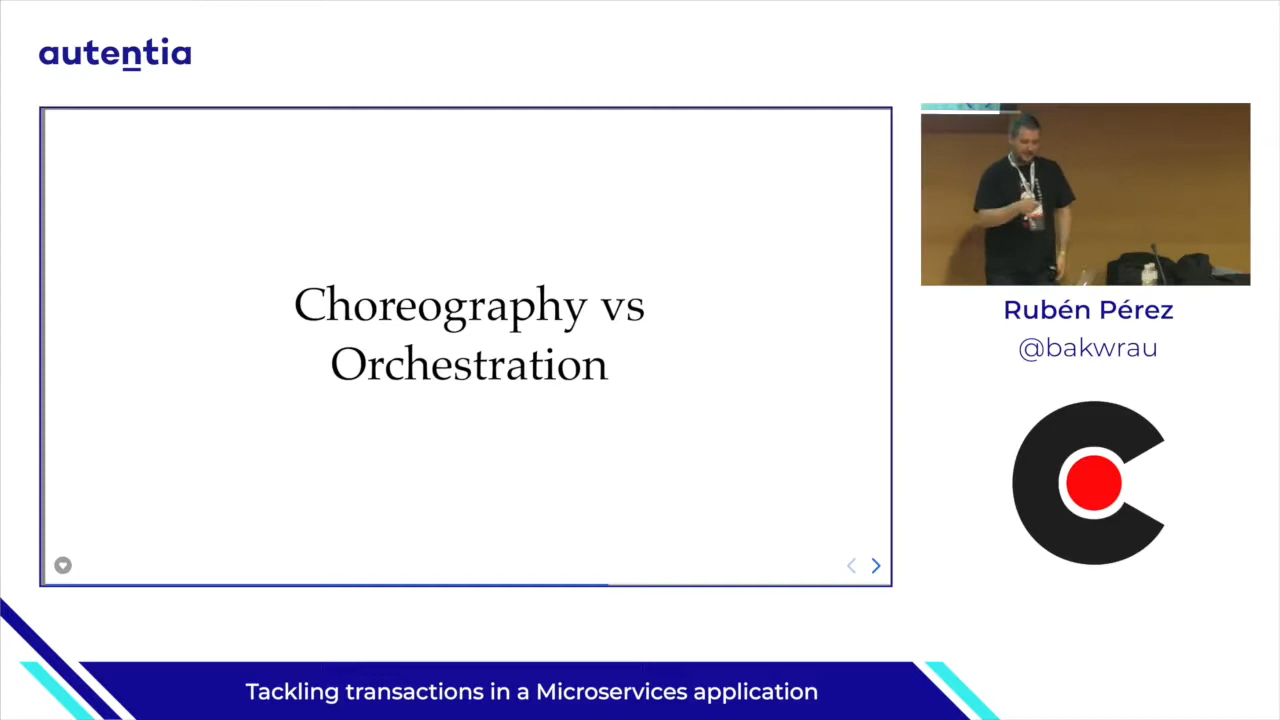 autentia
Choreography vs
Orchestration
Rubén Pérez
@bakwrau
Tackling transactions in a Microservices application